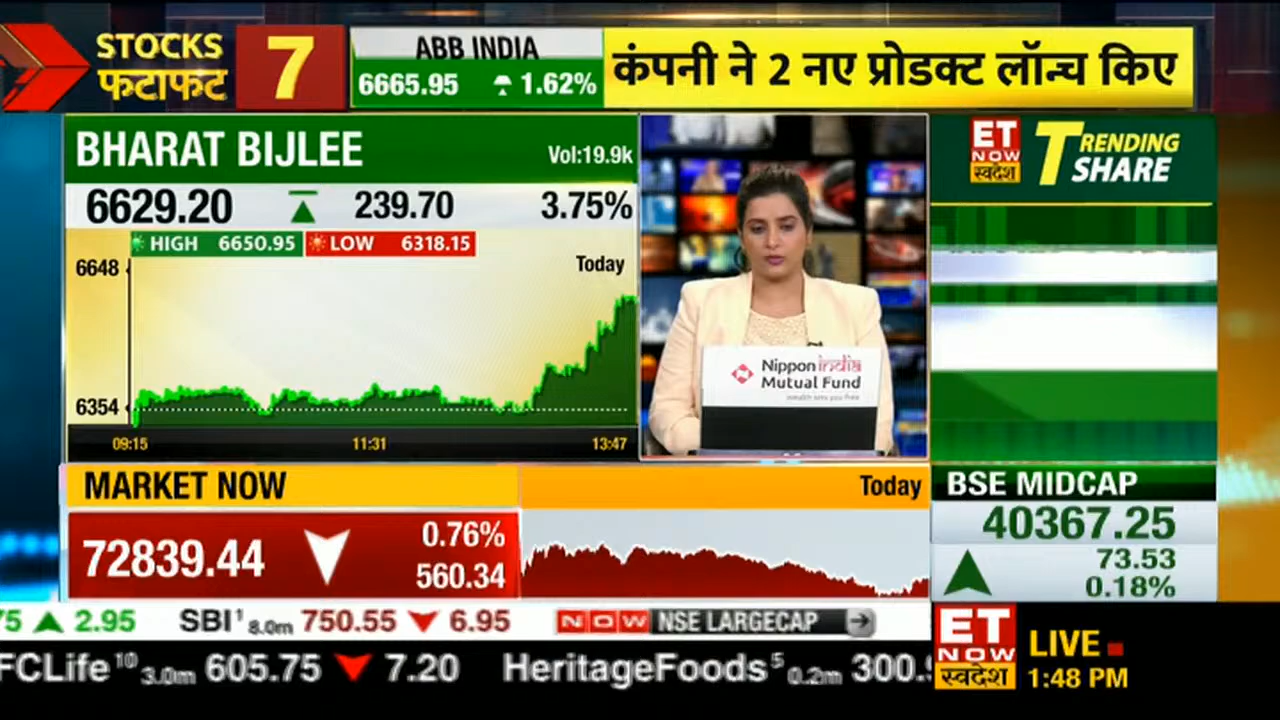 STOCKS
फटाफट
7
ABB INDIA
6665.95 1.62%
कंपनी ने 2 नए प्रोडक्ट लॉन्च किए
BHARAT BIJLEE
Vol:19.9k
6629.20 239.70 3.75%
HIGH 6650.95 LOW 6318.15
Today
6648
6354
09:15 11:31 13:47
Nippon india
Mutual Fund
ET
NOW
स्वदेश
TRENDING
SHARE
MARKET NOW
Today
72839.44
0.76%
560.34
BSE MIDCAP
40367.25
73.53
0.18%
75 2.95 SBI 1 8.0m 750.55 6.95 NOW NSE LARGECAP
FCLife 10 3.0m 605.75 7.20 HeritageFoods 5 0.2m 300.
ET
NOW
स्वदेश
LIVE
1:48 PM